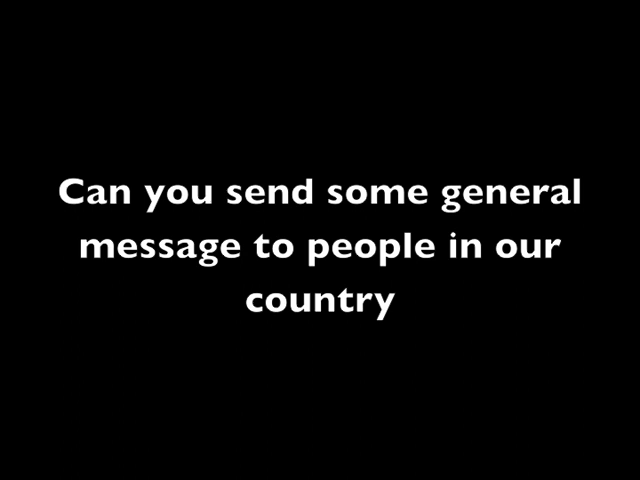 Can you send some general
message to people in our
country